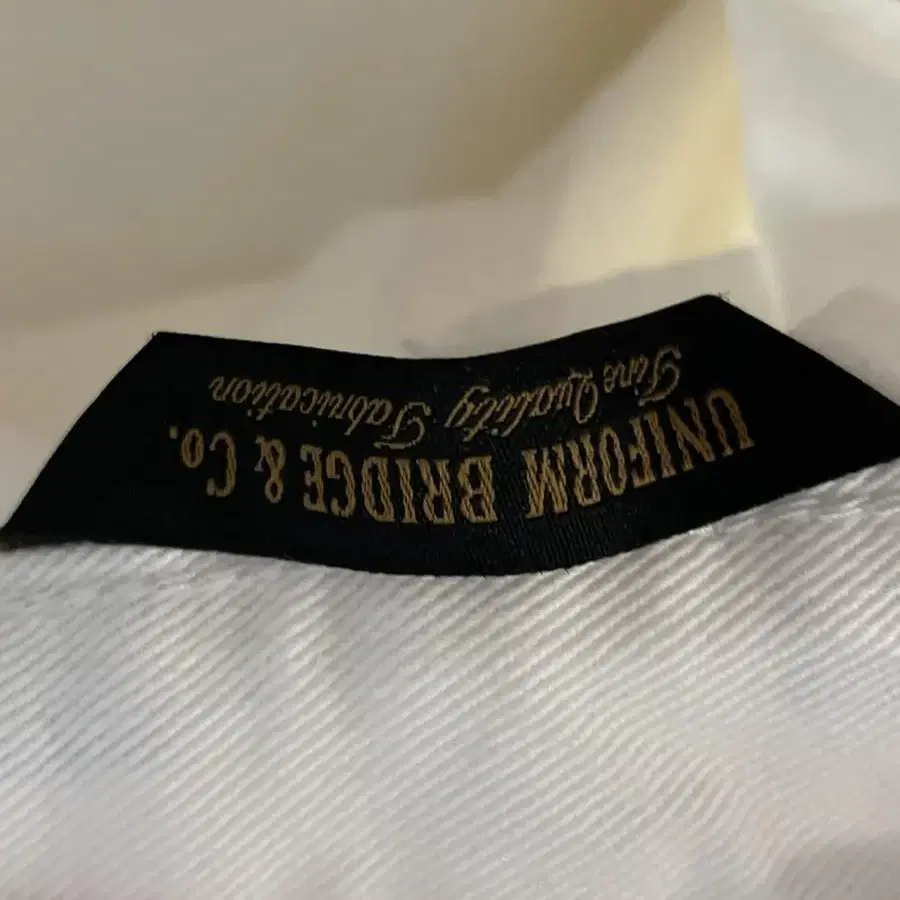 UNIFORM BRIDGE & Co.
Fine Quality Fabrication